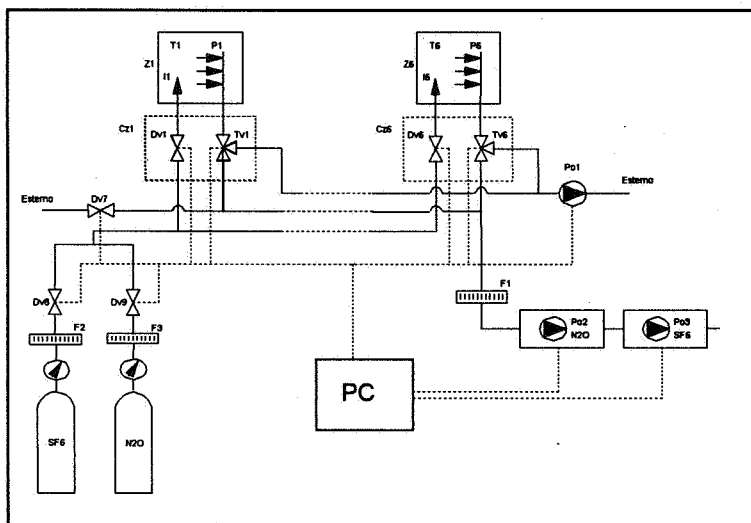 T1 P1
Z1
I1
T6 P6
Z6
I6
Cz1
Dv1 Tv1
Cz6
Dv6 Tv6
Po1
Esterno
Esterno
Dv7
Dv8
Dv9
F1
F2
F3
Po2
N2O
Po3
SF6
PC
SF6
N2O